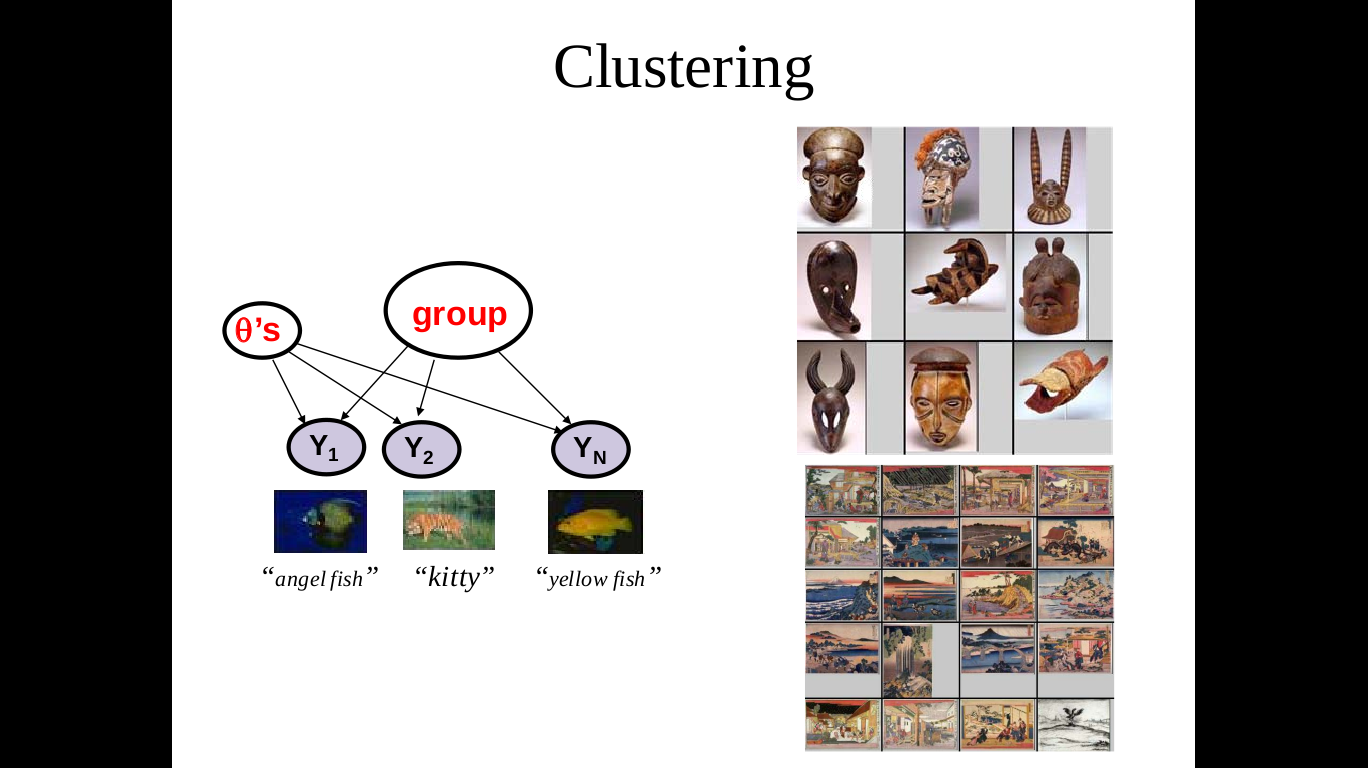 Clustering
θ’s
group
Y1
Y2
YN
“angel fish”
“kitty”
“yellow fish”